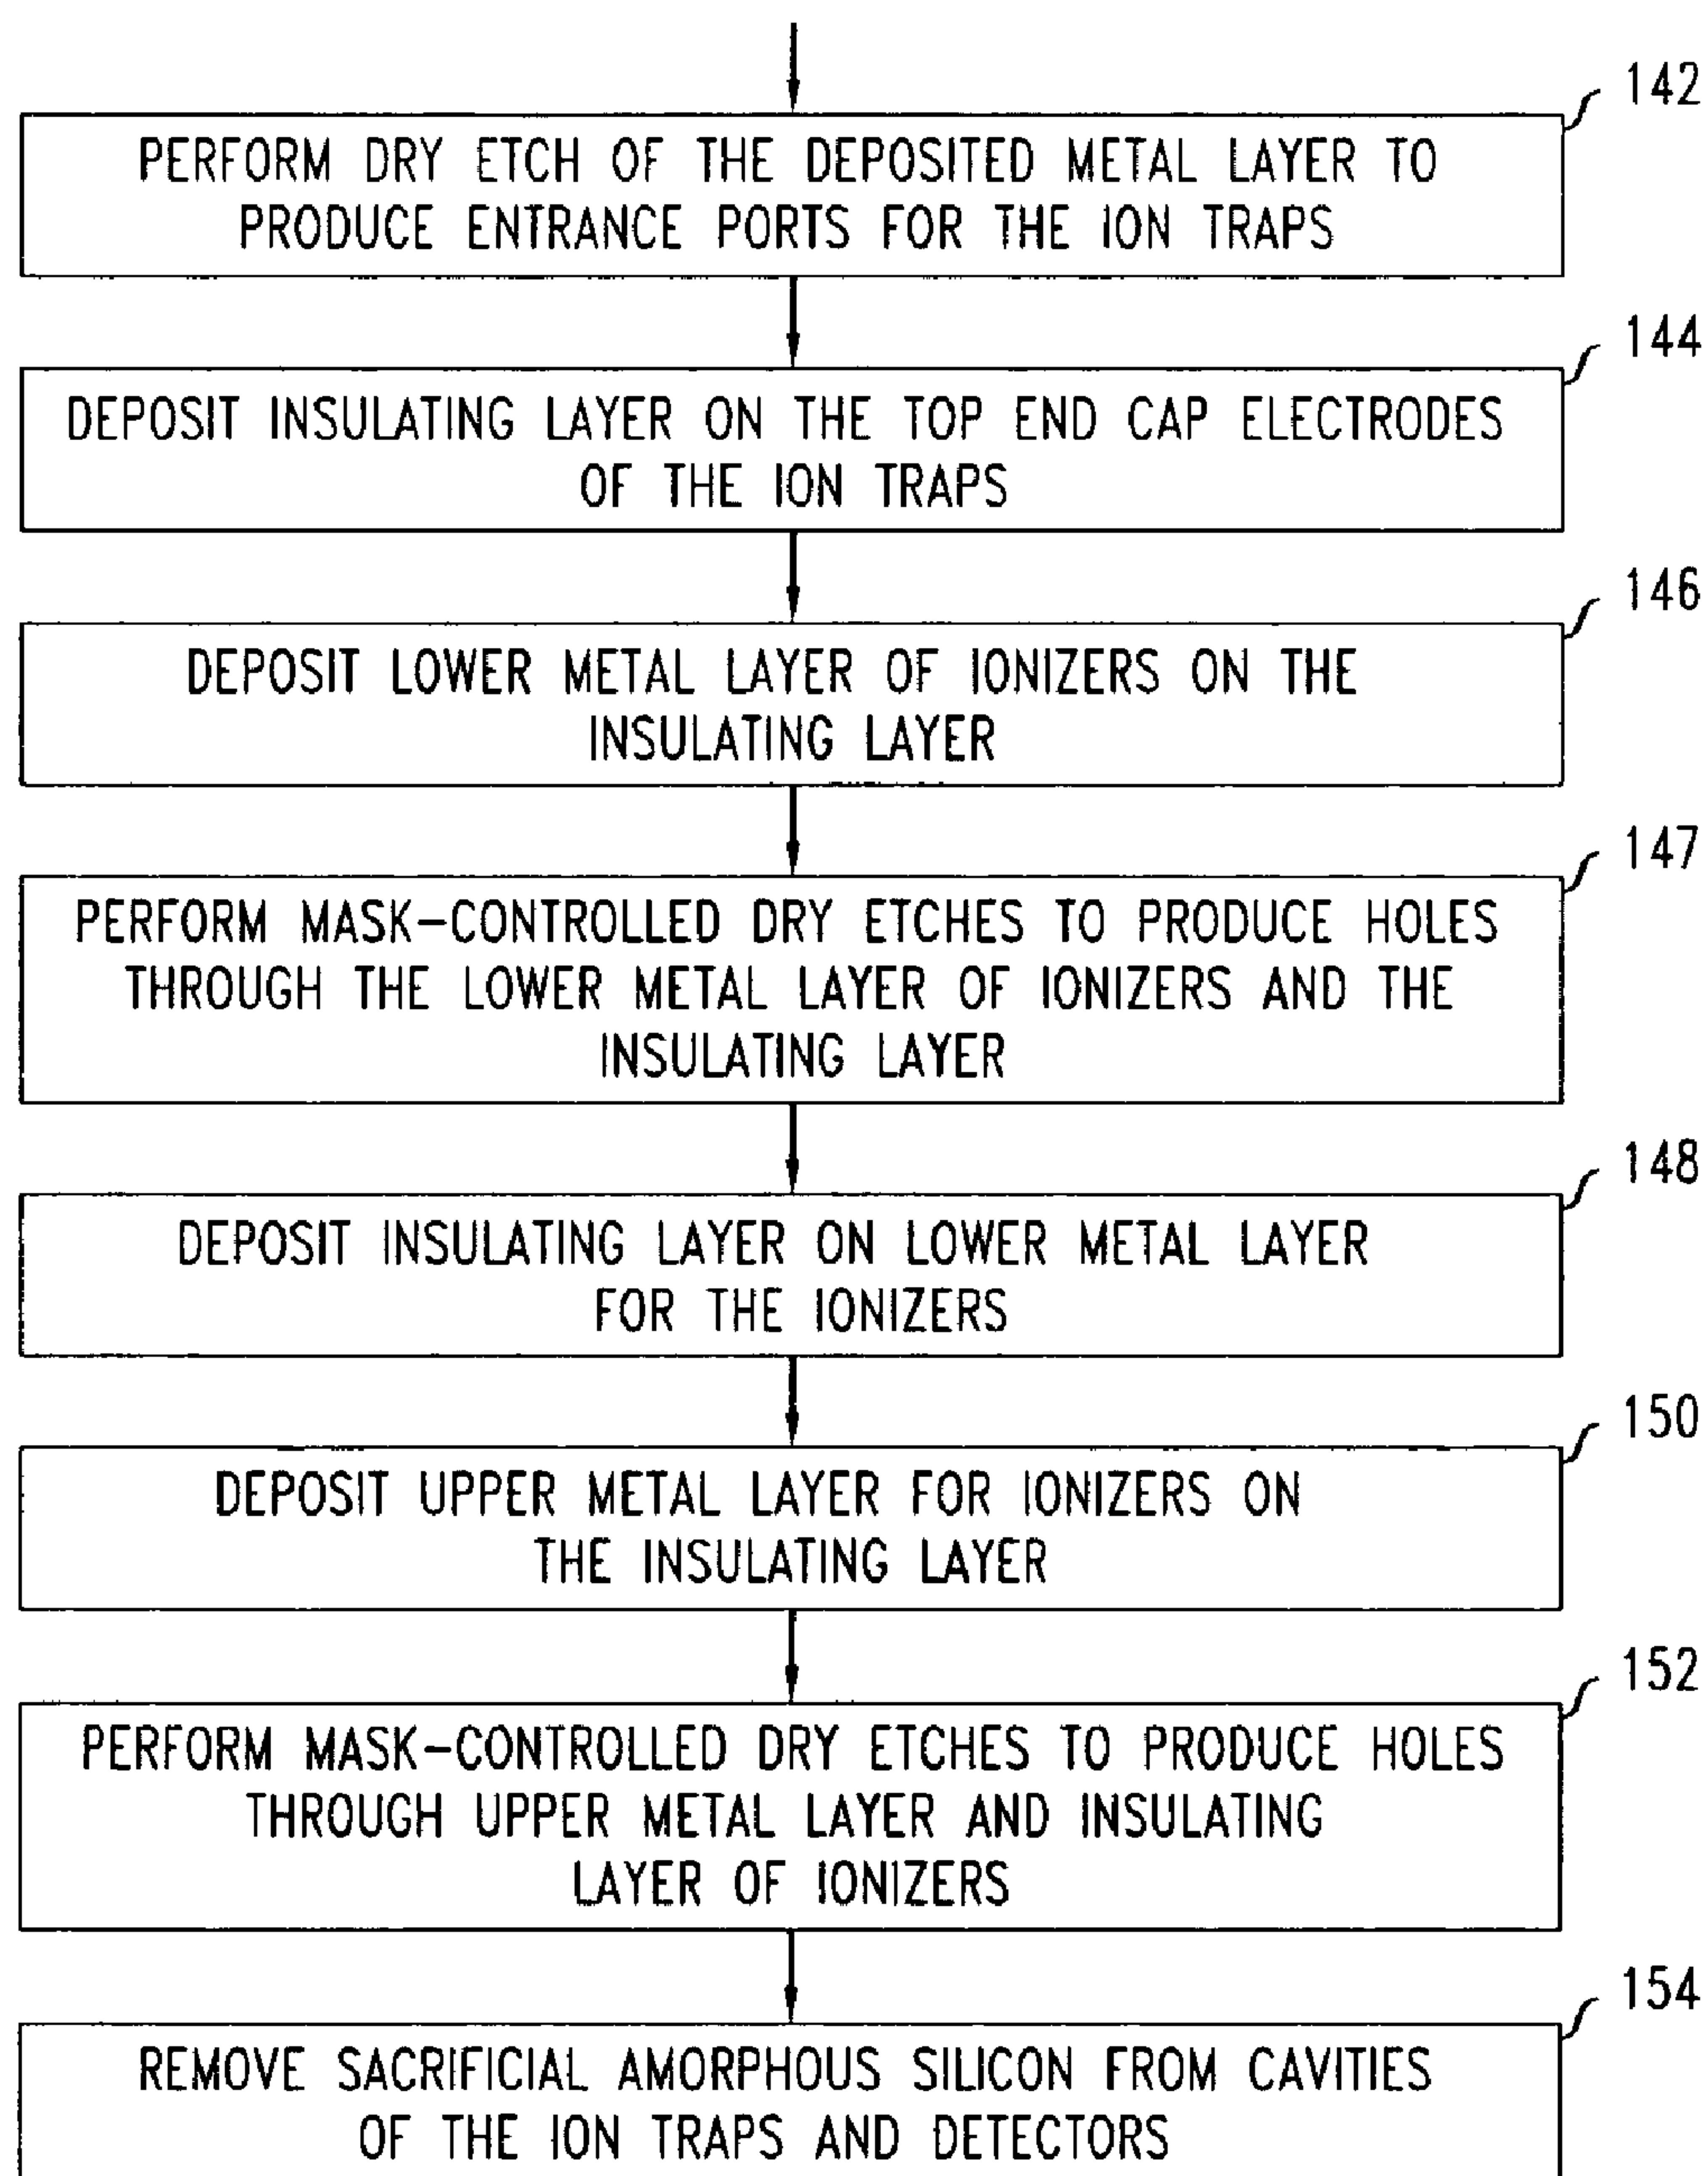 142
PERFORM DRY ETCH OF THE DEPOSITED METAL LAYER TO
PRODUCE ENTRANCE PORTS FOR THE ION TRAPS
144
DEPOSIT INSULATING LAYER ON THE TOP END CAP ELECTRODES
OF THE ION TRAPS
146
DEPOSIT LOWER METAL LAYER OF IONIZERS ON THE
INSULATING LAYER
147
PERFORM MASK-CONTROLLED DRY ETCHES TO PRODUCE HOLES
THROUGH THE LOWER METAL LAYER OF IONIZERS AND THE
INSULATING LAYER
148
DEPOSIT INSULATING LAYER ON LOWER METAL LAYER
FOR THE IONIZERS
150
DEPOSIT UPPER METAL LAYER FOR IONIZERS ON
THE INSULATING LAYER
152
PERFORM MASK-CONTROLLED DRY ETCHES TO PRODUCE HOLES
THROUGH UPPER METAL LAYER AND INSULATING
LAYER OF IONIZERS
154
REMOVE SACRIFICIAL AMORPHOUS SILICON FROM CAVITIES
OF THE ION TRAPS AND DETECTORS